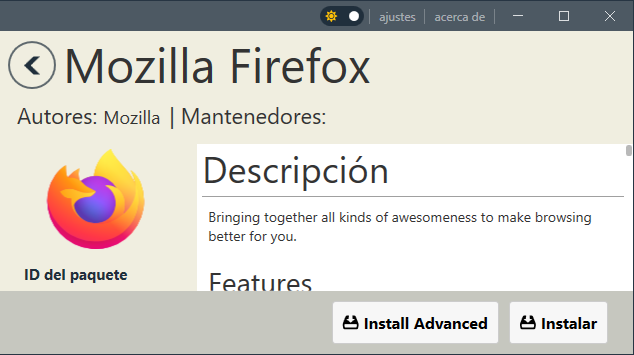 ajustes acerca de
Mozilla Firefox
Autores: Mozilla | Mantenedores:
Descripción
Bringing together all kinds of awesomeness to make browsing
better for you.
ID del paquete
Features
Install Advanced Instalar